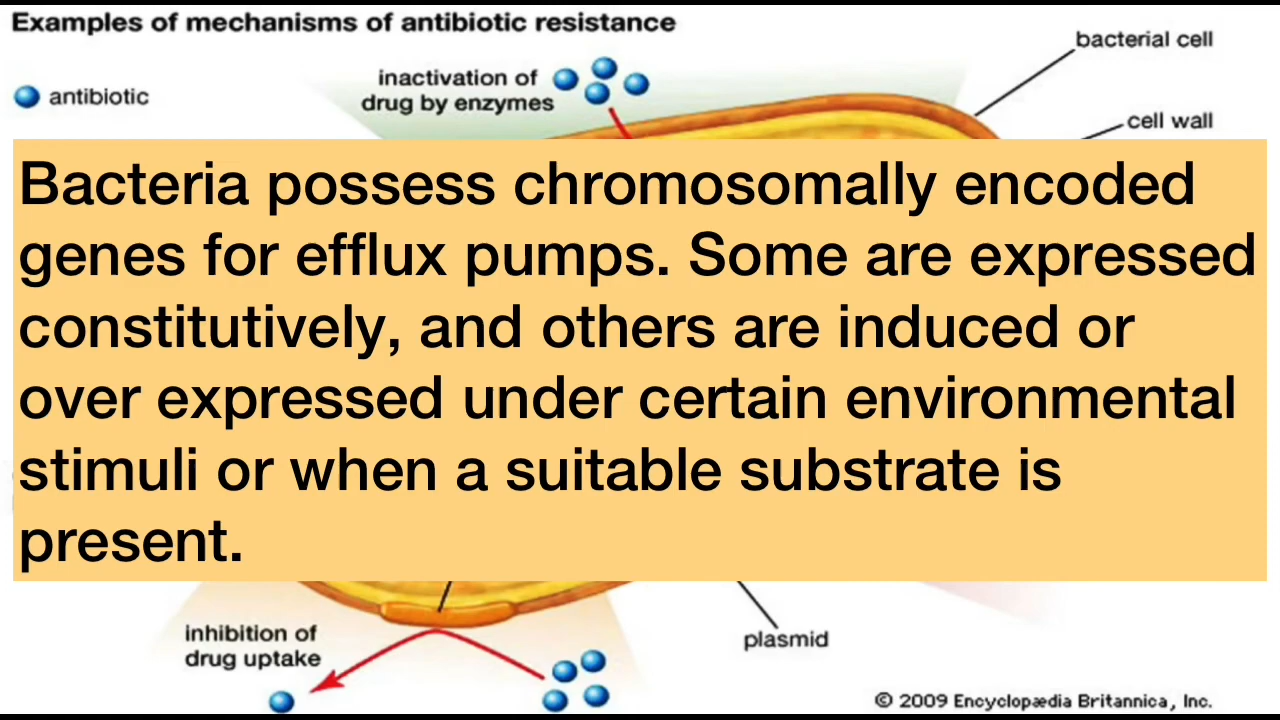 Examples of mechanisms of antibiotic resistance
bacterial cell
inactivation of
drug by enzymes
antibiotic
cell wall
Bacteria possess chromosomally encoded
genes for efflux pumps. Some are expressed
constitutively, and others are induced or
over expressed under certain environmental
stimuli or when a suitable substrate is
present.
inhibition of
drug uptake
plasmid
© 2009 Encyclopædia Britannica, Inc.